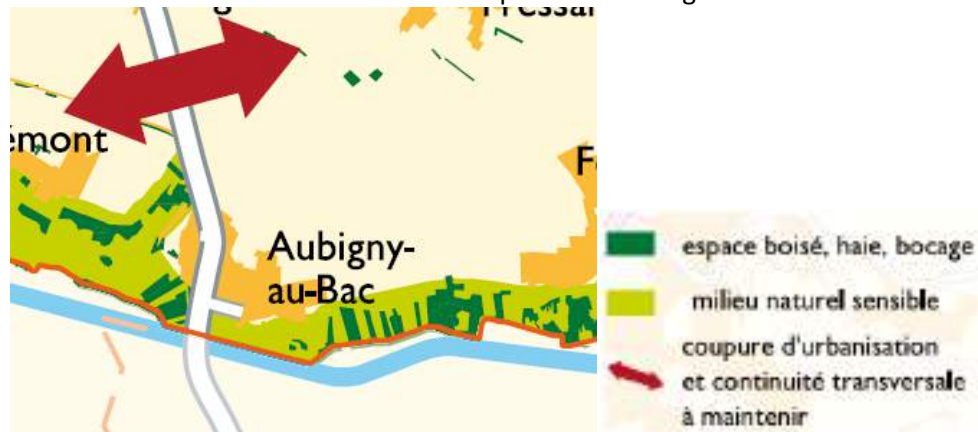 émont
Aubigny-
au-Bac
espace boisé, haie, bocage
milieu naturel sensible
coupure d'urbanisation
et continuité transversale
à maintenir